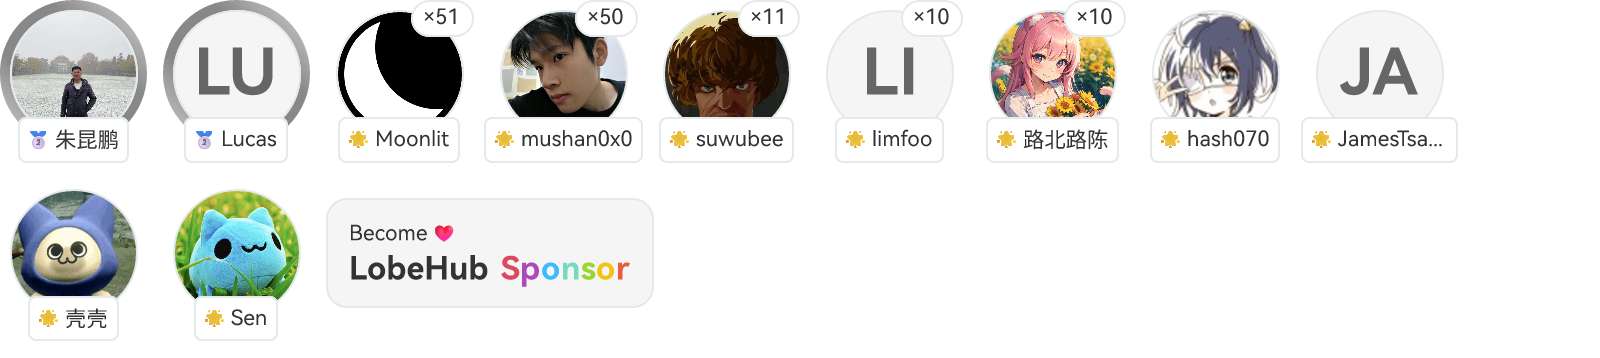 LU
×51
×50
×11
LI
×10
×10
JA
朱昆鹏
Lucas
Moonlit
mushan0x0
suwubee
limfoo
路北路陈
hash070
JamesTsa...
壳壳
Sen
Become
LobeHub Sponsor